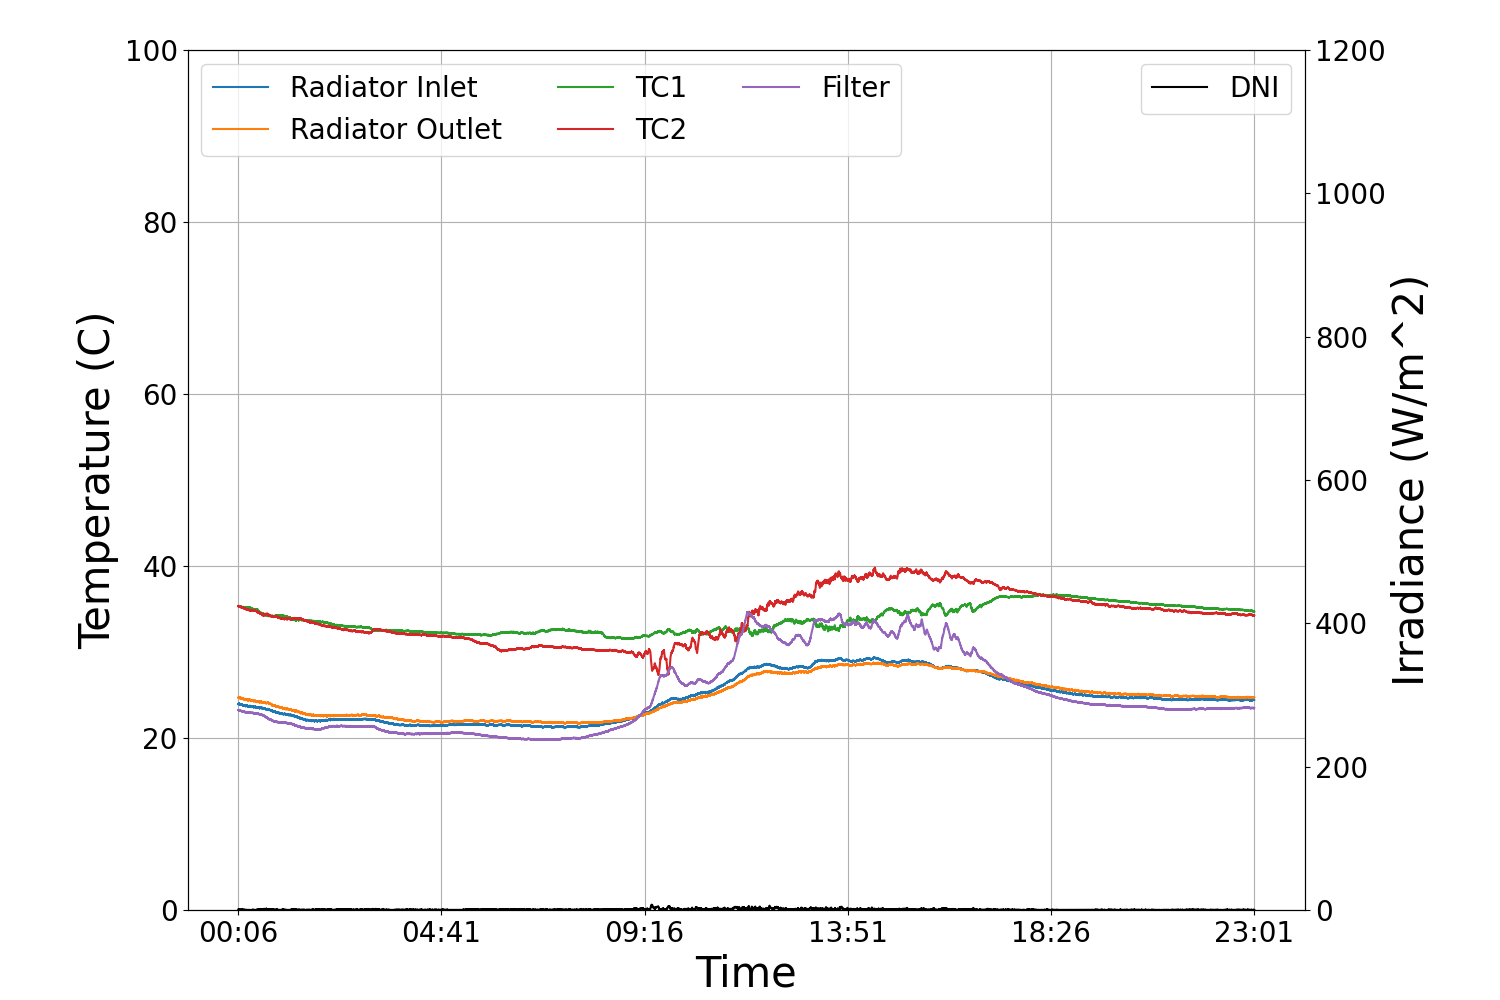 100
80
60
40
20
0
Temperature (C)
Radiator Inlet
Radiator Outlet
TC1
TC2
Filter
DNI
1200
1000
800
600
400
200
0
Irradiance (W/m^2)
00:06 04:41 09:16 13:51 18:26 23:01
Time